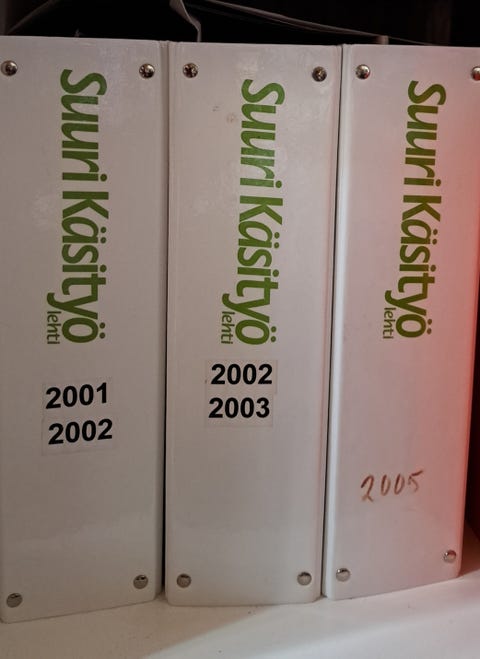 Suuri Käsityö
lehti
2001
2002
Suuri Käsityö
lehti
2002
2003
Suuri Käsityö
lehti
2005